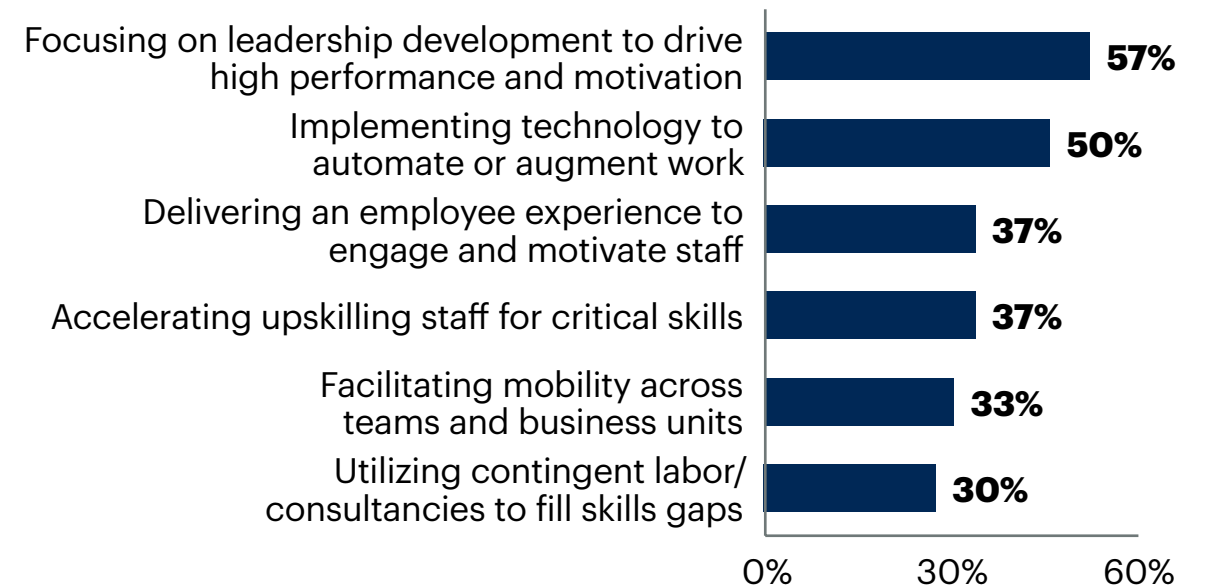 Focusing on leadership development to drive
high performance and motivation
57%
Implementing technology to
automate or augment work
50%
Delivering an employee experience to
engage and motivate staff
37%
Accelerating upskilling staff for critical skills
37%
Facilitating mobility across
teams and business units
33%
Utilizing contingent labor/
consultancies to fill skills gaps
30%
0% 30% 60%